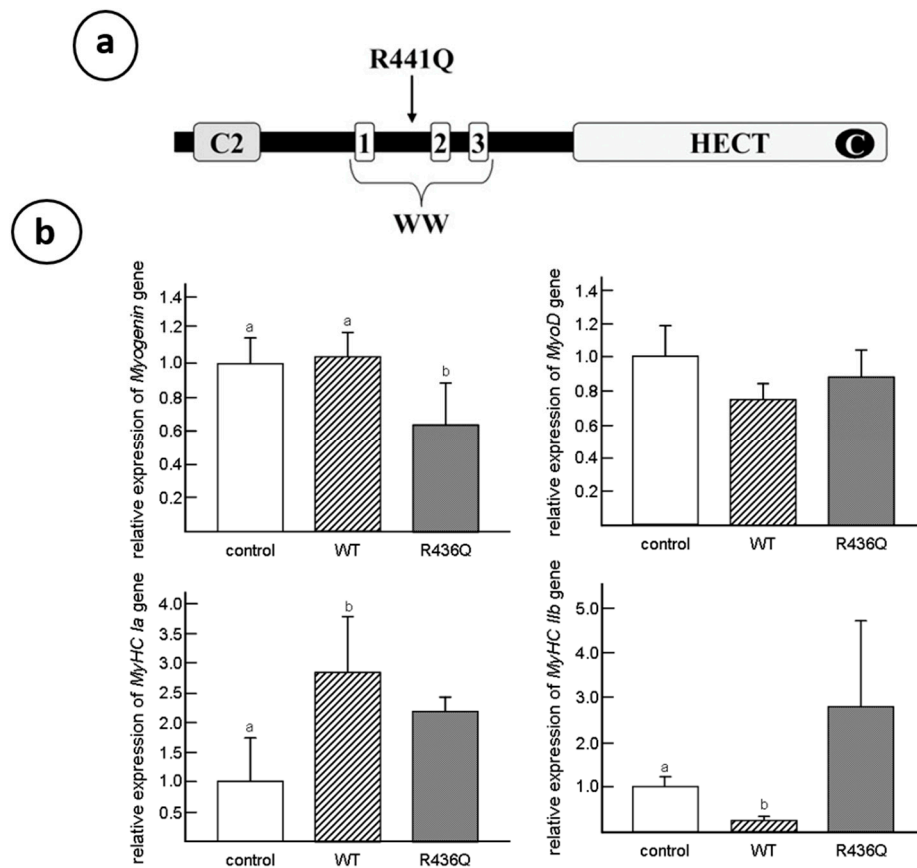 a
R441Q
C2
1
2
3
HECT
C
WW
b
relative expression of Myogenin gene
1.4
1.2
1.0
0.8
0.6
0.4
0.2
a
a
b
control WT R436Q
relative expression of MyoD gene
1.4
1.2
1.0
0.8
0.6
0.4
0.2
control WT R436Q
relative expression of MyHC Ia gene
4.0
3.5
3.0
2.5
2.0
1.5
1.0
0.5
a
b
control WT R436Q
relative expression of MyHC IIb gene
5.0
4.0
3.0
2.0
1.0
a
b
control WT R436Q